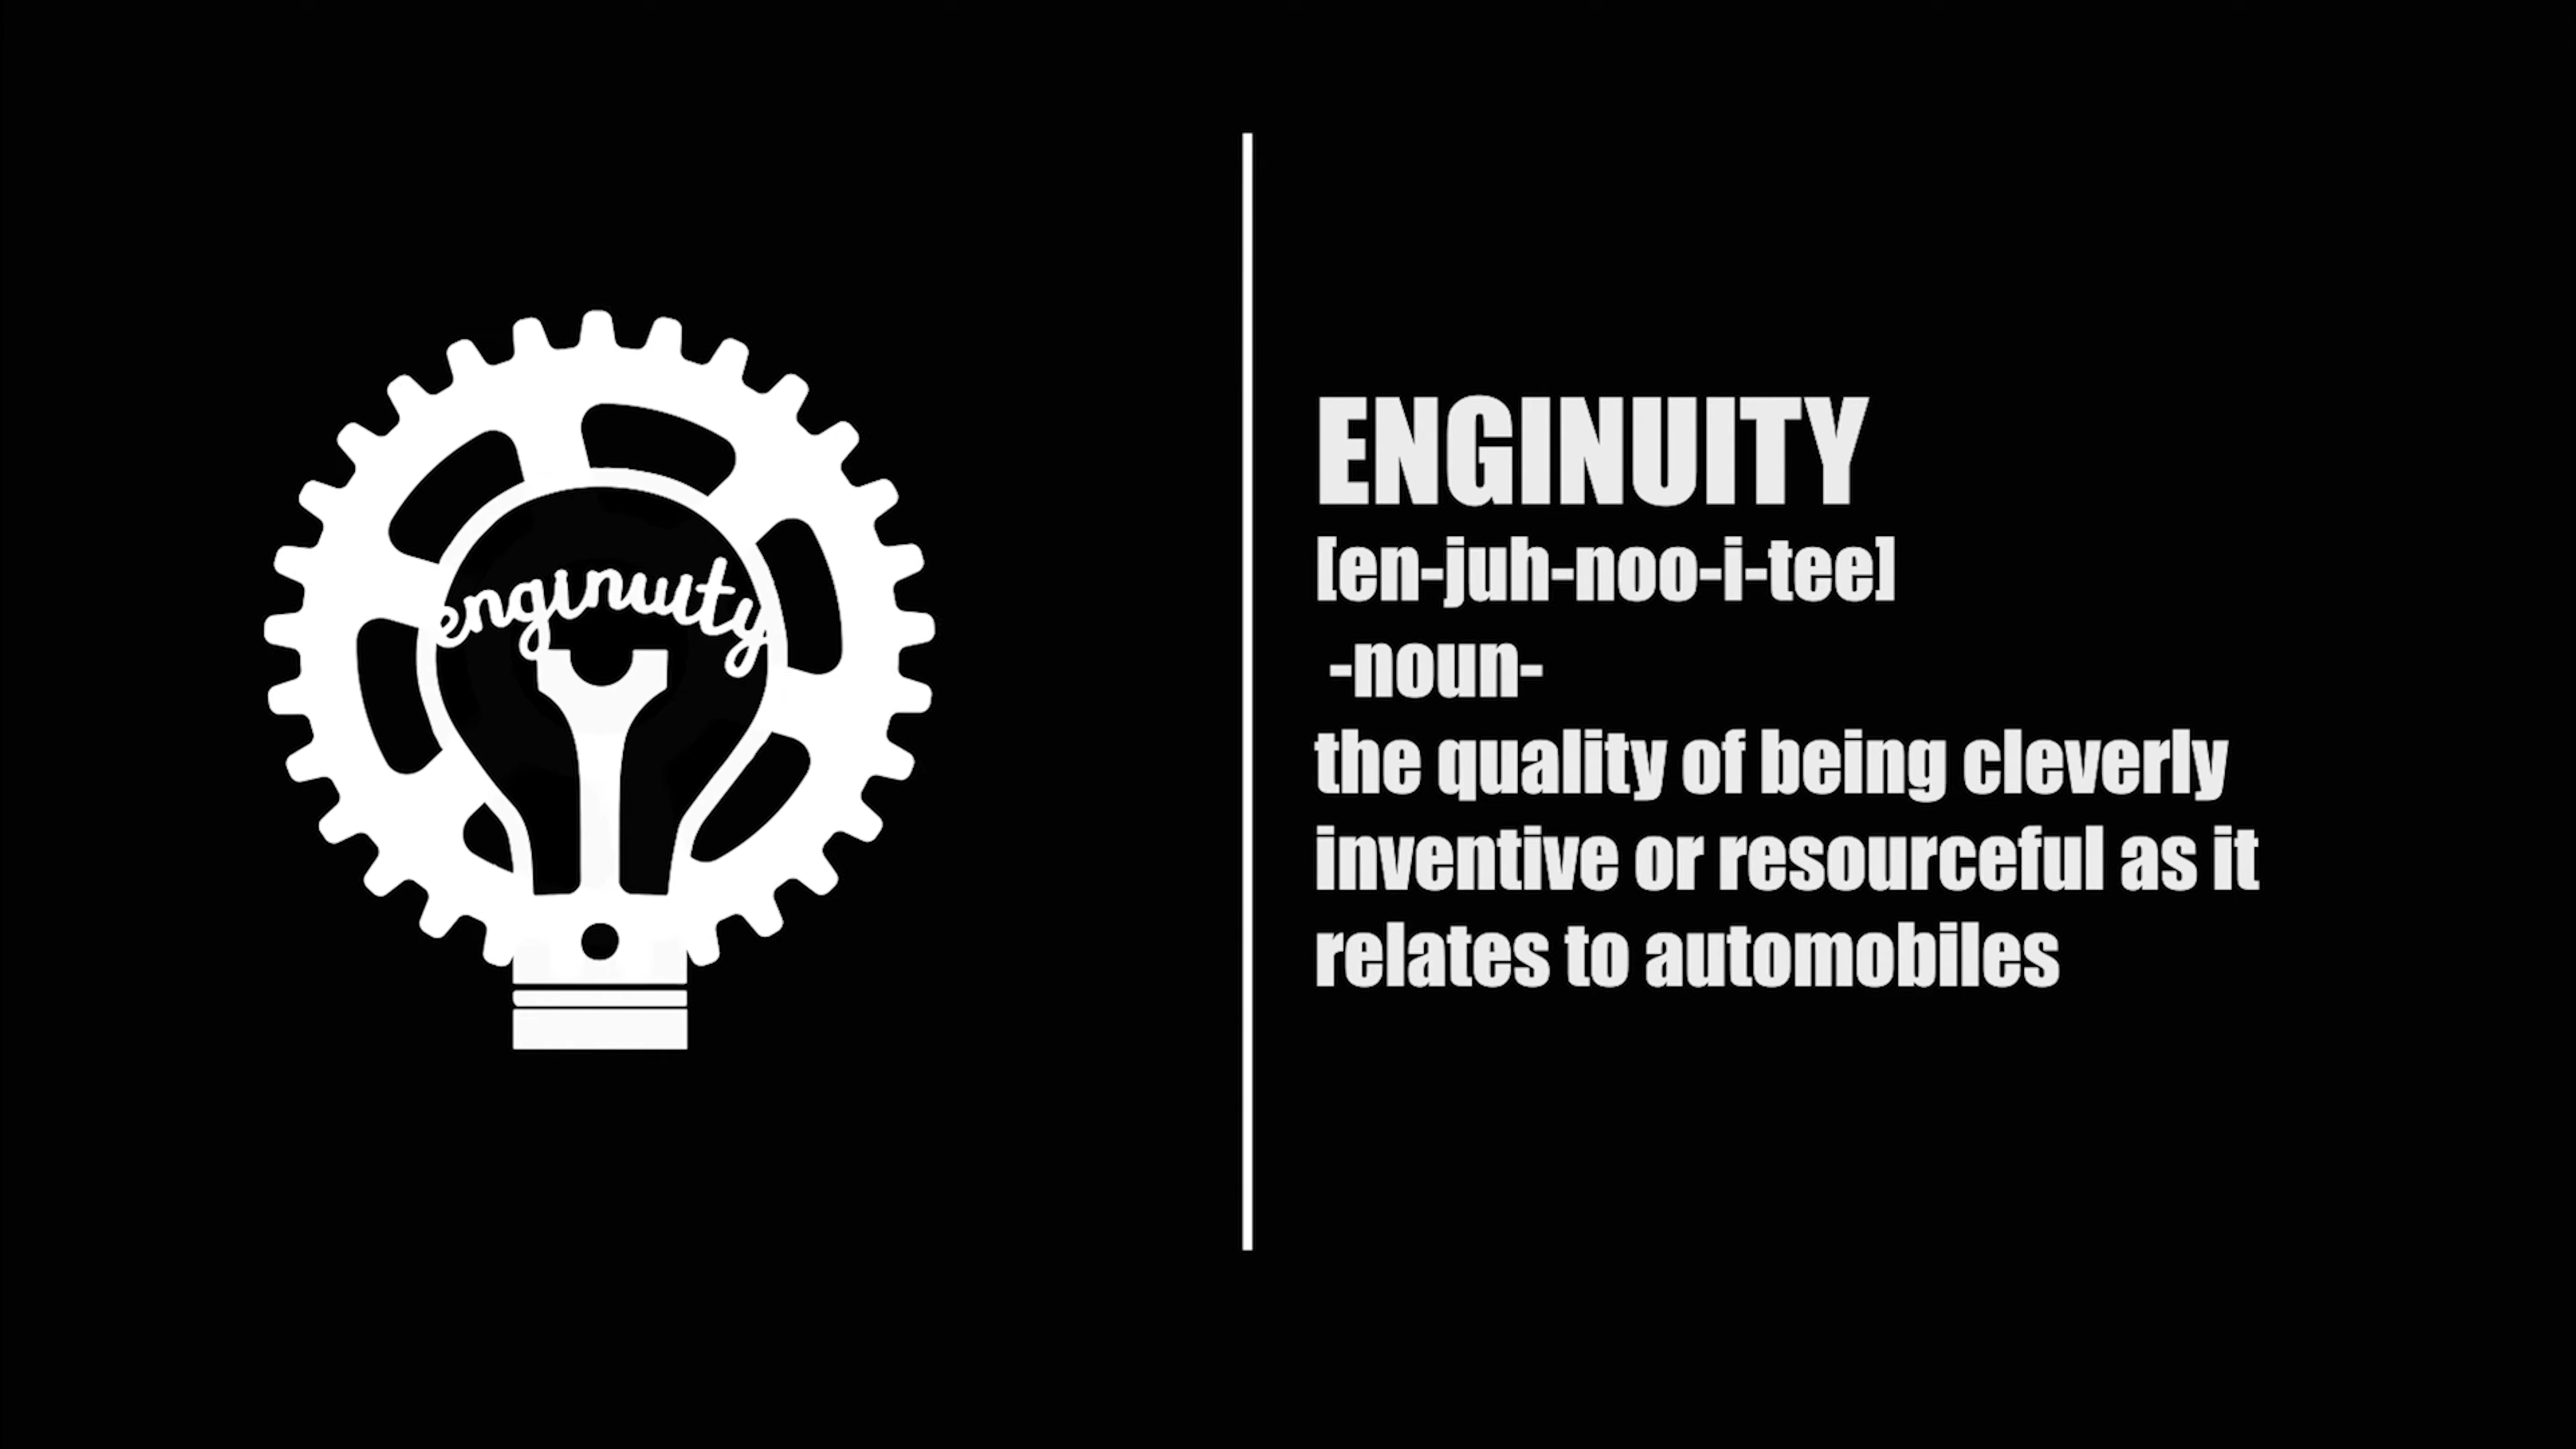 enginuity
ENGINUITY
[en-juh-noo-i-tee]
-noun-
the quality of being cleverly
inventive or resourceful as it
relates to automobiles